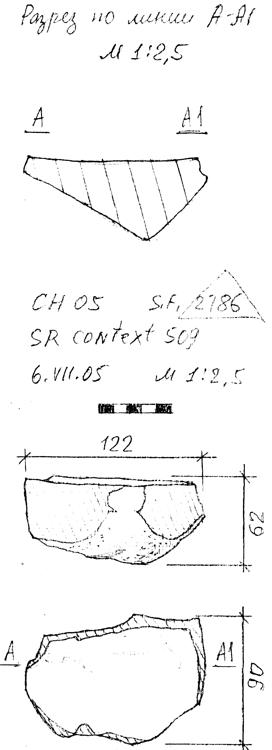 Разрез по линии А-А1
М 1:2,5
А А1
CH 05 S.F. 2786
SR context 509
6.VII.05 М 1:2,5
122
62
А А1
90